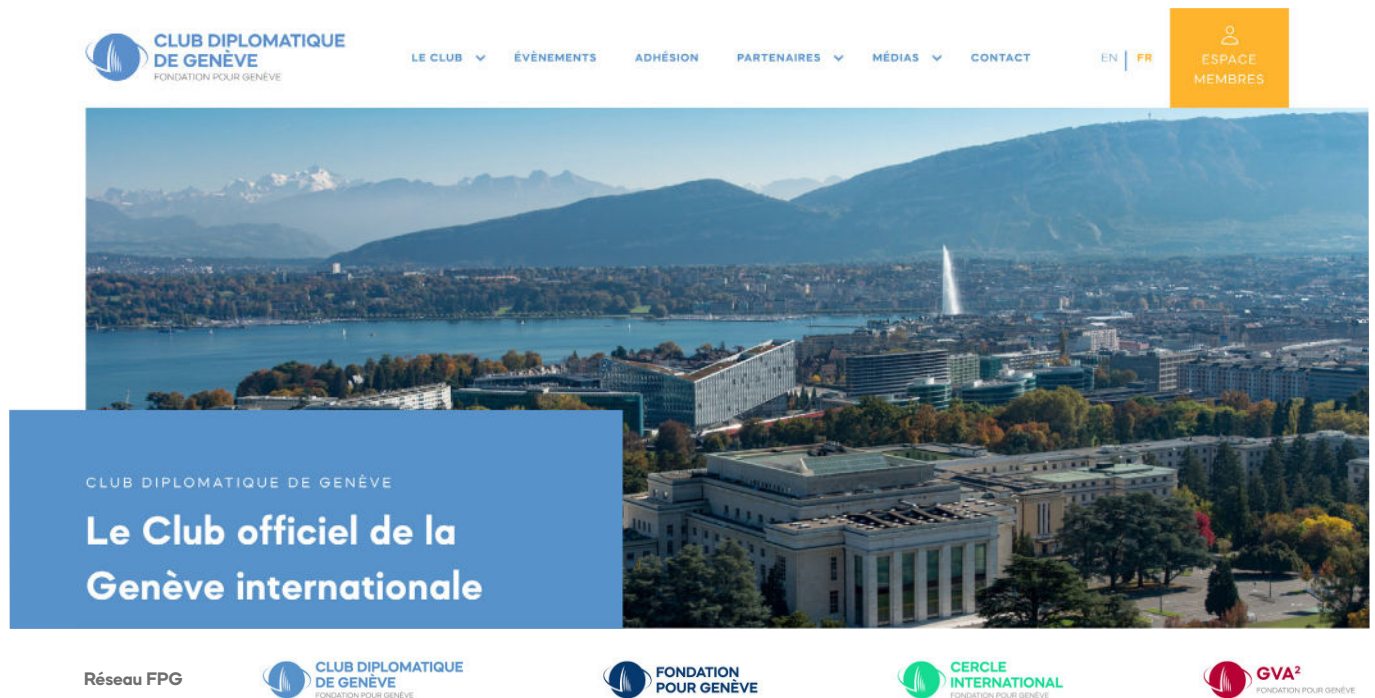 CLUB DIPLOMATIQUE
DE GENÈVE
FONDATION POUR GENÈVE
LE CLUB
ÉVÈNEMENTS
ADHÉSION
PARTENAIRES
MÉDIAS
CONTACT
EN | FR
ESPACE
MEMBRES
CLUB DIPLOMATIQUE DE GENÈVE
Le Club officiel de la
Genève internationale
Réseau FPG
CLUB DIPLOMATIQUE
DE GENÈVE
FONDATION POUR GENÈVE
FONDATION
POUR GENÈVE
CERCLE
INTERNATIONAL
FONDATION POUR GENÈVE
GVA²
FONDATION POUR GENÈVE